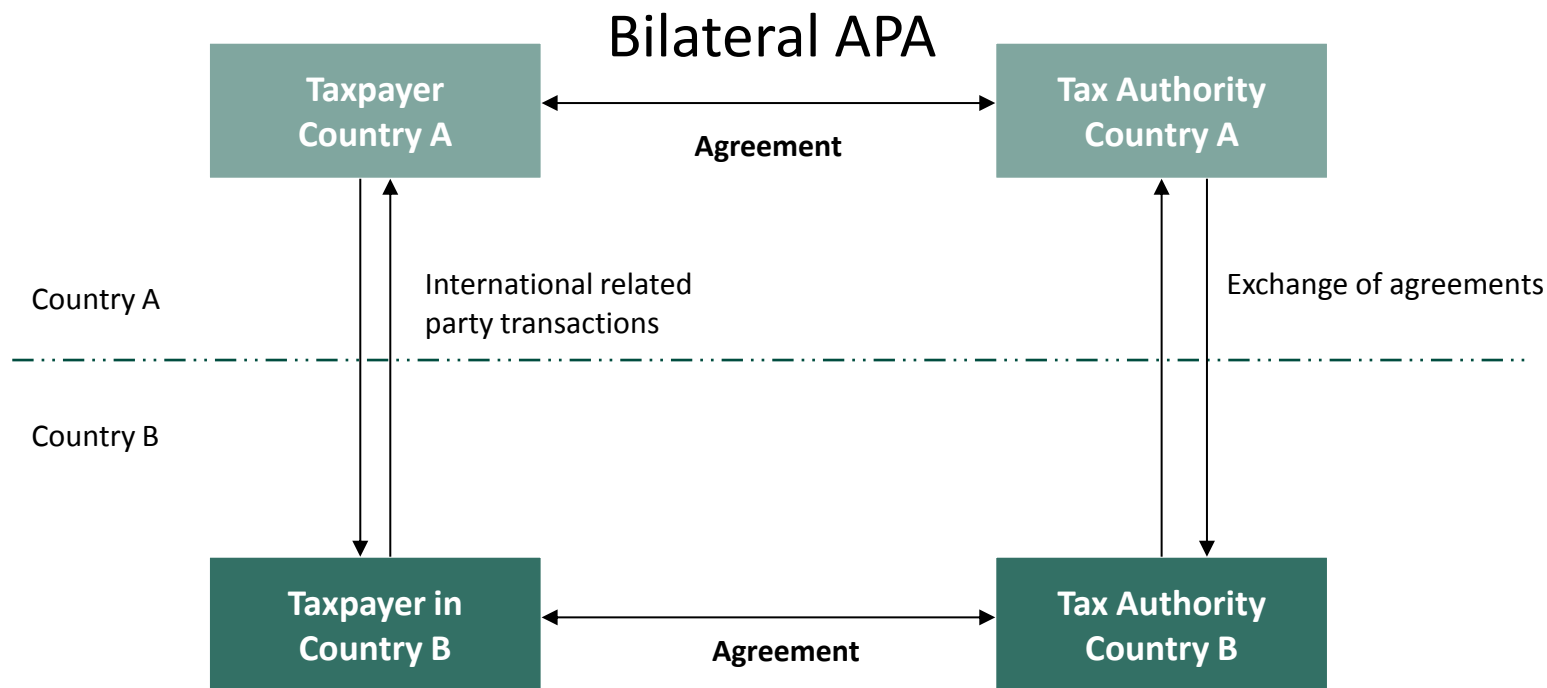 Bilateral APA
Taxpayer
Country A
Tax Authority
Country A
Agreement
International related
party transactions
Exchange of agreements
Country A
Country B
Taxpayer in
Country B
Tax Authority
Country B
Agreement